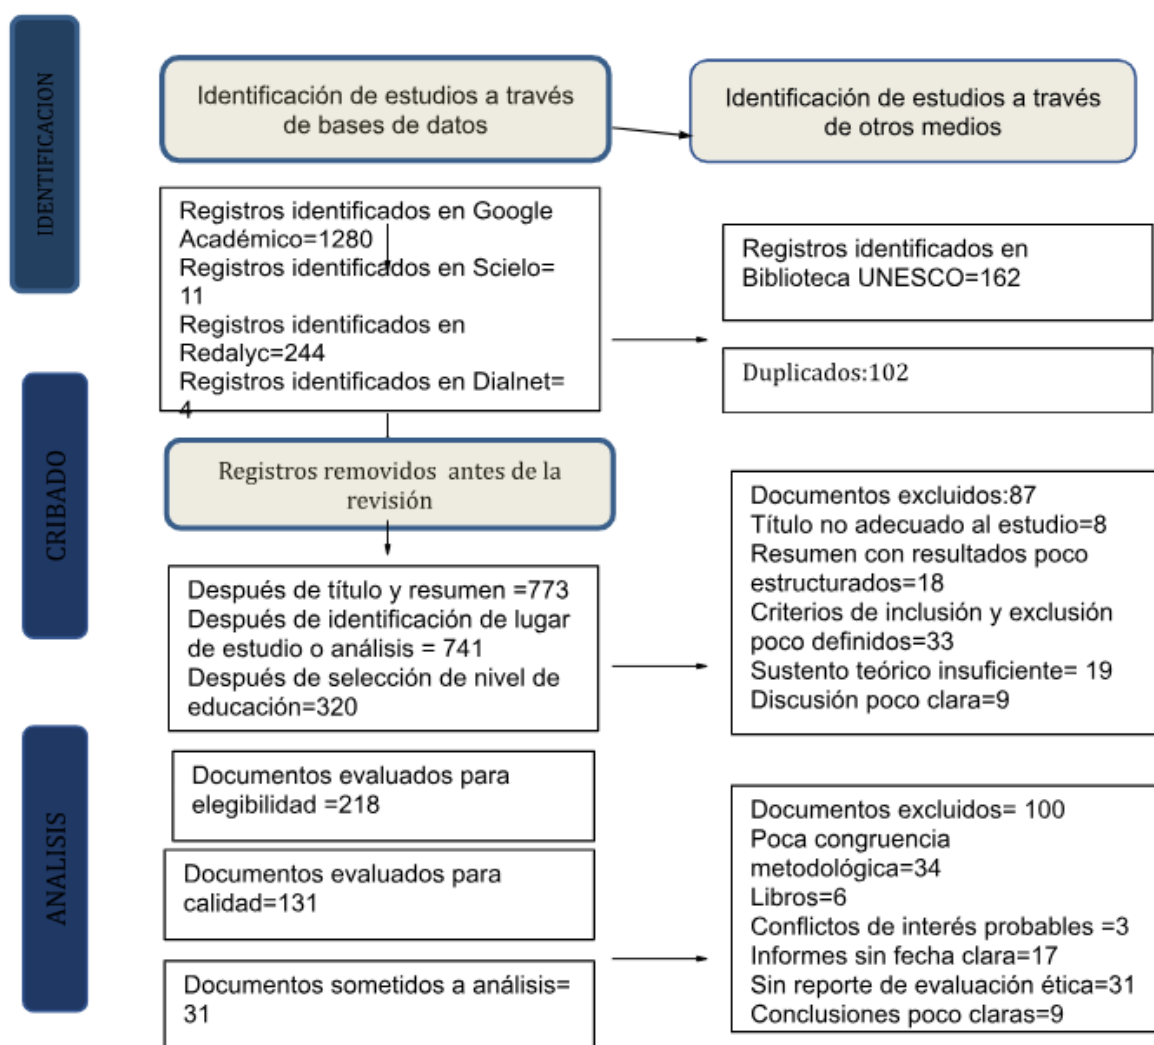 IDENTIFICACION
Identificación de estudios a través
de bases de datos
Identificación de estudios a través
de otros medios
Registros identificados en Google
Académico=1280
Registros identificados en Scielo=
11
Registros identificados en
Redalyc=244
Registros identificados en Dialnet=
4
Registros identificados en
Biblioteca UNESCO=162
Duplicados:102
CRIBADO
Registros removidos antes de la
revisión
Después de título y resumen =773
Después de identificación de lugar
de estudio o análisis = 741
Después de selección de nivel de
educación=320
Documentos excluidos:87
Título no adecuado al estudio=8
Resumen con resultados poco
estructurados=18
Criterios de inclusión y exclusión
poco definidos=33
Sustento teórico insuficiente= 19
Discusión poco clara=9
ANALISIS
Documentos evaluados para
elegibilidad =218
Documentos evaluados para
calidad=131
Documentos sometidos a análisis=
31
Documentos excluidos= 100
Poca congruencia
metodológica=34
Libros=6
Conflictos de interés probables =3
Informes sin fecha clara=17
Sin reporte de evaluación ética=31
Conclusiones poco claras=9